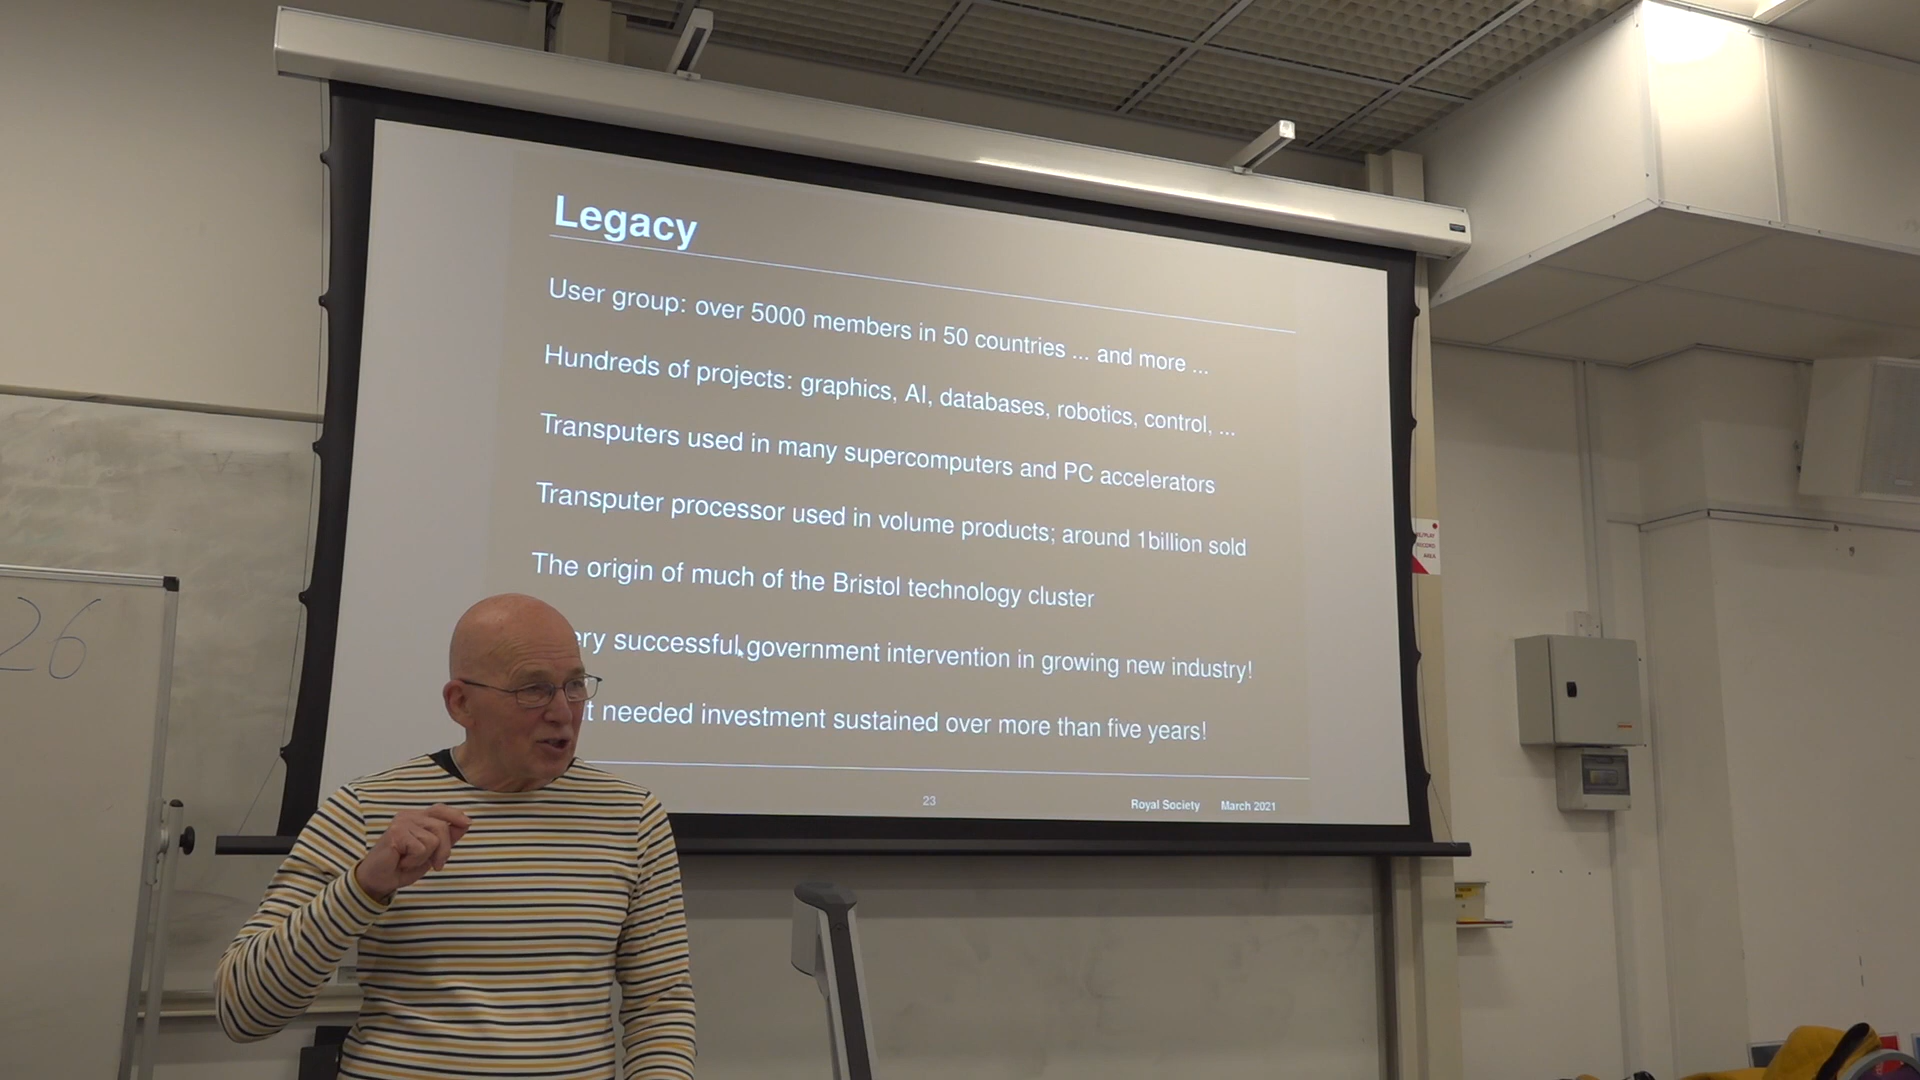 Legacy
User group: over 5000 members in 50 countries ... and more ...
Hundreds of projects: graphics, AI, databases, robotics, control, ...
Transputers used in many supercomputers and PC accelerators
Transputer processor used in volume products; around 1billion sold
The origin of much of the Bristol technology cluster
successful government intervention in growing new industry!
needed investment sustained over more than five years!
23
Royal Society March 2021
26